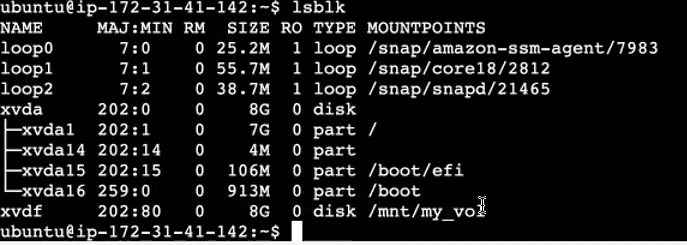 ubuntu@ip-172-31-41-142:~$ lsblk
NAME MAJ:MIN RM SIZE RO TYPE MOUNTPOINTS
loop0 7:0 0 25.2M 1 loop /snap/amazon-ssm-agent/7983
loop1 7:1 0 55.7M 1 loop /snap/core18/2812
loop2 7:2 0 38.7M 1 loop /snap/snapd/21465
xvda 202:0 0 8G 0 disk
├─xvda1 202:1 0 7G 0 part /
├─xvda14 202:14 0 4M 0 part
├─xvda15 202:15 0 106M 0 part /boot/efi
└─xvda16 259:0 0 913M 0 part /boot
xvdf 202:80 0 8G 0 disk
ubuntu@ip-172-31-41-142:~$